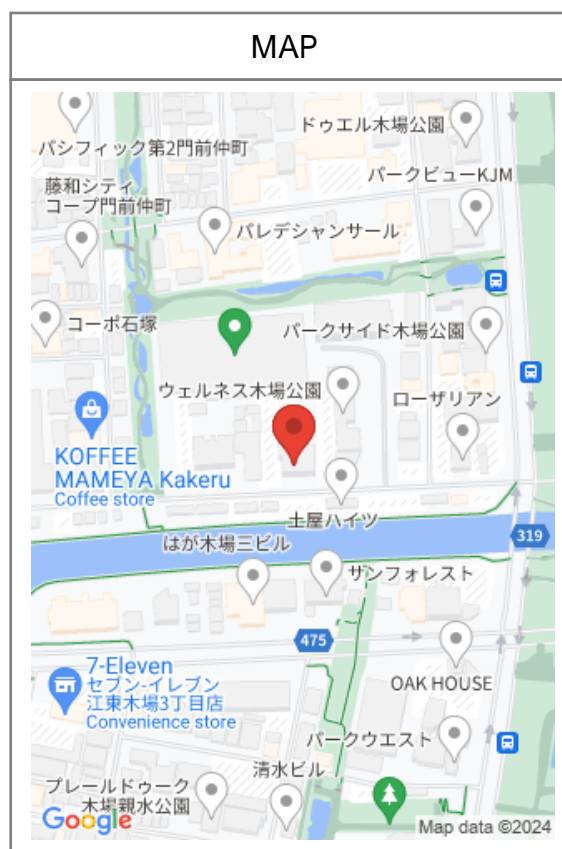 MAP
ドゥエル木場公園
パシフィック第2門前仲町
パークビューKJM
藤和シティ
コープ門前仲町
パレデシャンサール
コーポ石塚
パークサイド木場公園
ウェルネス木場公園
ローザリアン
KOFFEE
MAMEYA Kakeru
Coffee store
土屋ハイツ
319
はが木場三ビル
サンフォレスト
475
7-Eleven
セブン-イレブン
江東木場3丁目店
Convenience store
OAK HOUSE
パークウエスト
清水ビル
プレールドゥーク
木場親水公園
Google
Map data ©2024